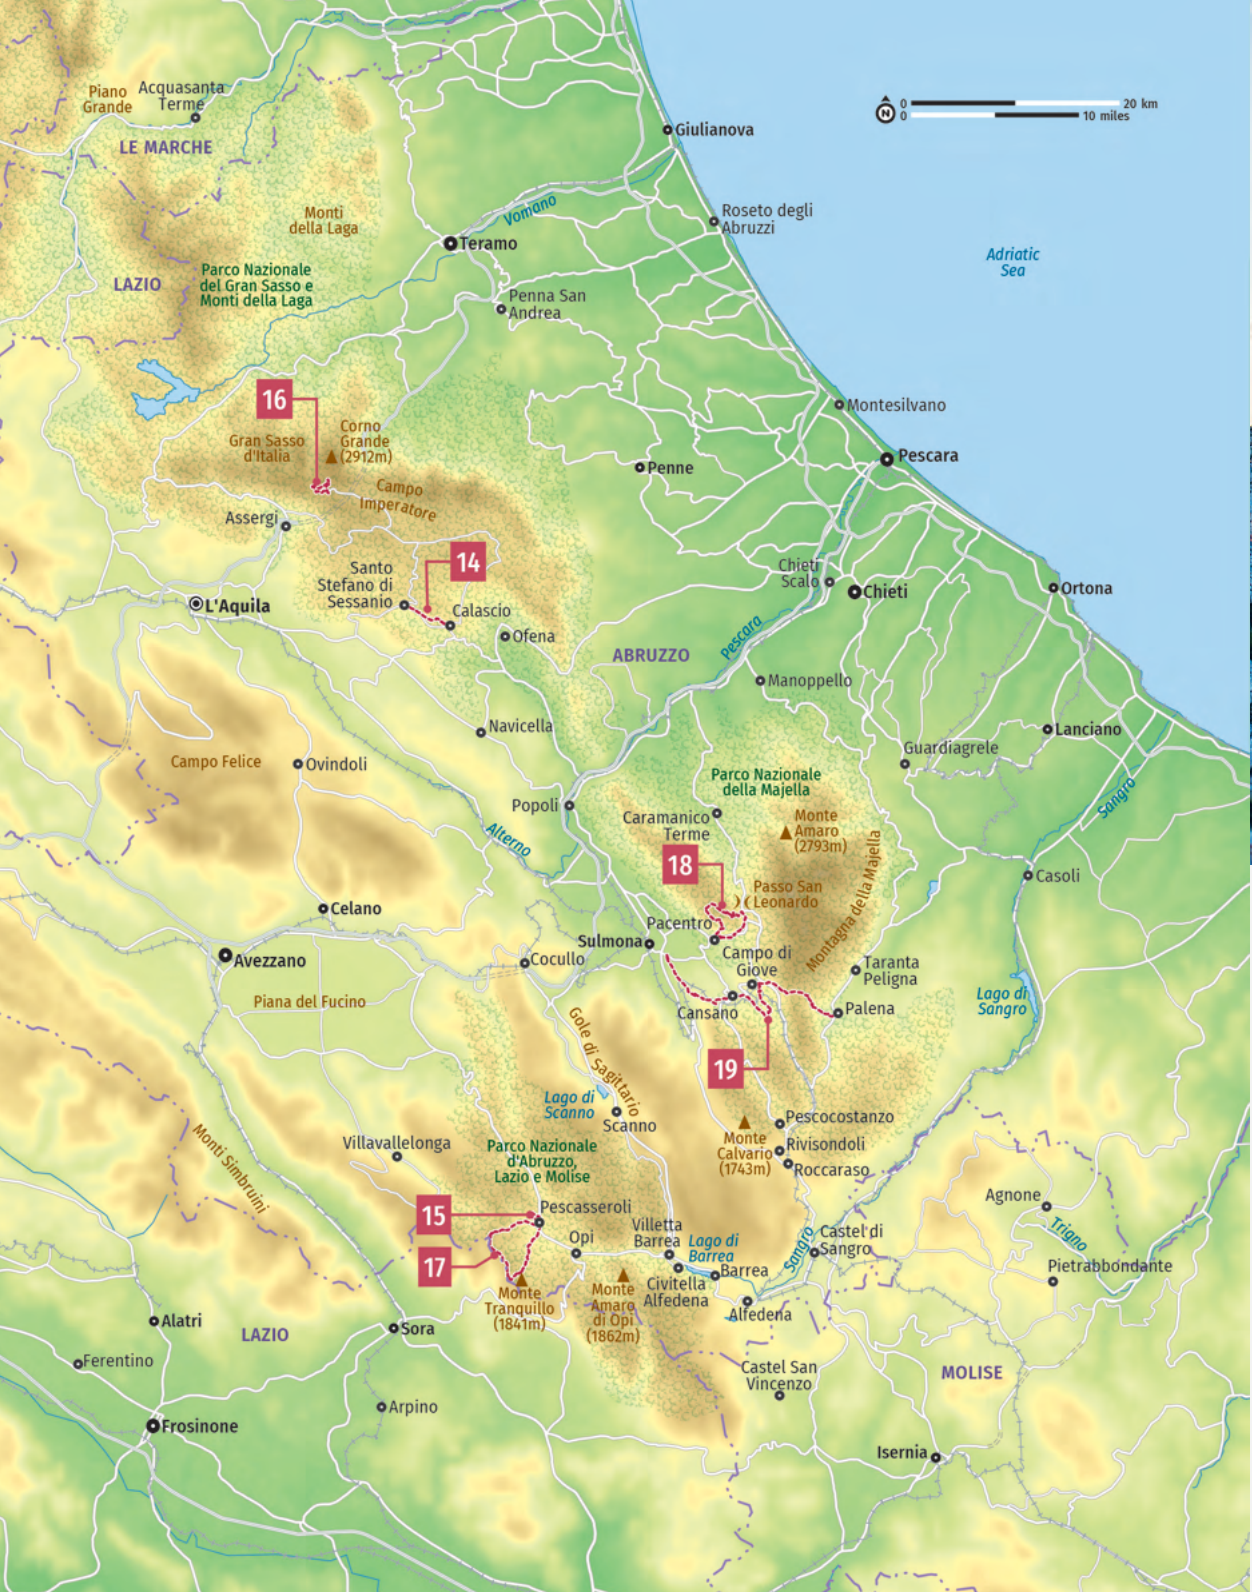 Piano
Grande
Acquasanta
Terme
LE MARCHE
0
20 km
N
0
10 miles
Giulianova
Monti
della Laga
Vomano
Roseto degli
Abruzzi
Teramo
Adriatic
Sea
LAZIO
Parco Nazionale
del Gran Sasso e
Monti della Laga
Penna San
Andrea
16
Montesilvano
Corno
Grande
(2912m)
Gran Sasso
d'Italia
Pescara
Penne
Campo
Imperatore
Assergi
14
Santo
Stefano di
Sessanio
Chieti
Scalo
Chieti
Ortona
L'Aquila
Calascio
Ofena
Pescara
ABRUZZO
Manoppello
Navicella
Lanciano
Guardiagrele
Campo Felice
Ovindoli
Parco Nazionale
della Majella
Popoli
Caramanico
Terme
Monte
Amaro
(2793m)
Sangro
Alterno
18
Montagna della Majella
Passo San
Leonardo
Casoli
Celano
Pacentro
Sulmona
Avezzano
Cocullo
Campo di
Giove
Taranta
Peligna
Piana del Fucino
Lago di
Sangro
Cansano
Palena
Gole di Sagittario
19
Lago di
Scanno
Scanno
Pescocostanzo
Monte
Calvario
(1743m)
Rivisondoli
Roccaraso
Monti Simbruini
Villavallelonga
Parco Nazionale
d'Abruzzo,
Lazio e Molise
Agnone
15
Pescasseroli
Villetta
Barrea
Lago di
Barrea
Sangro
Castel di
Sangro
Trigno
Opi
17
Barrea
Pietrabbondante
Civitella
Alfedena
Monte
Tranquillo
(1841m)
Monte
Amaro
di Opi
(1862m)
Alfedena
Alatri
LAZIO
Sora
Ferentino
Castel San
Vincenzo
MOLISE
Arpino
Frosinone
Isernia